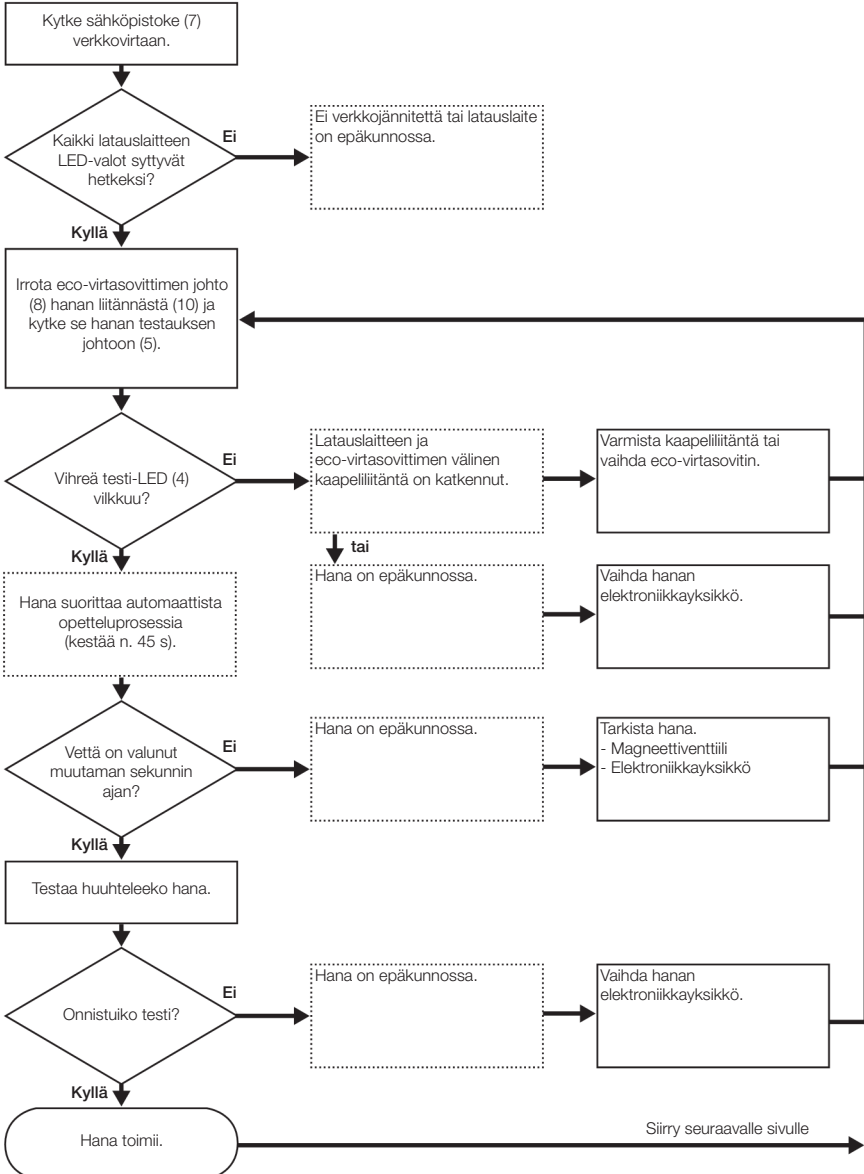 Kytke sähköpistoke (7)
verkkovirtaan.
Kaikki latauslaitteen
LED-valot syttyvät
hetkeksi?
Ei
Ei verkkojännitettä tai latauslaite
on epäkunnossa.
Kyllä
Irrota eco-virtasovittimen johto
(8) hanan liitännästä (10) ja
kytke se hanan testauksen
johtoon (5).
Vihreä testi-LED (4)
vilkkuu?
Ei
Latauslaitteen ja
eco-virtasovittimen välinen
kaapeliliitäntä on katkennut.
Varmista kaapeliliitäntä tai
vaihda eco-virtasovitin.
tai
Hana on epäkunnossa.
Vaihda hanan
elektroniikkayksikkö.
Kyllä
Hana suorittaa automaattista
opetteluprosessia
(kestää n. 45 s).
Vettä on valunut
muutaman sekunnin
ajan?
Ei
Hana on epäkunnossa.
Tarkista hana.
- Magneettiventtiili
- Elektroniikkayksikkö
Kyllä
Testaa huuhteleeko hana.
Onnistuiko testi?
Ei
Hana on epäkunnossa.
Vaihda hanan
elektroniikkayksikkö.
Kyllä
Hana toimii.
Siirry seuraavalle sivulle